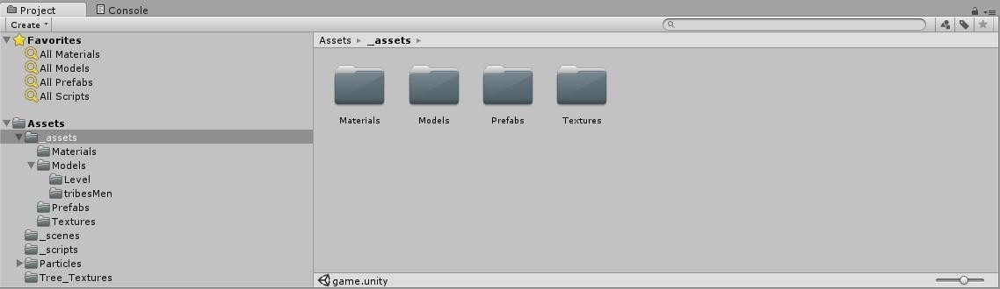 Project
Console
Create
Favorites
All Materials
All Models
All Prefabs
All Scripts
Assets
_assets
Materials
Models
Level
tribesMen
Prefabs
Textures
_scenes
_scripts
Particles
Tree_Textures
Assets ▸ _assets ▸
Materials Models Prefabs Textures
game.unity